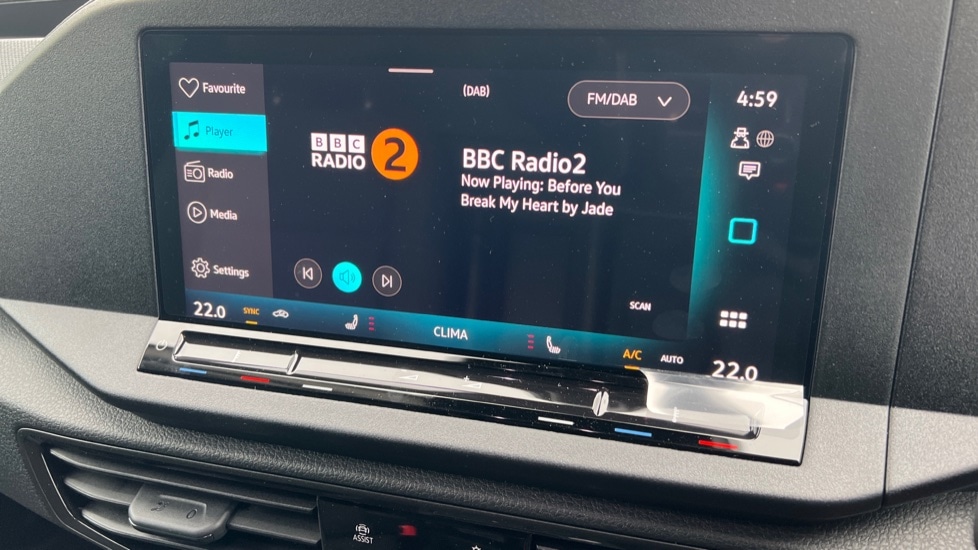 Favourite
Player
Radio
Media
Settings
(DAB)
FM/DAB
4:59
BBC
RADIO 2
BBC Radio2
Now Playing: Before You
Break My Heart by Jade
SCAN
22.0
SYNC
CLIMA
A/C
AUTO
22.0
ASSIST